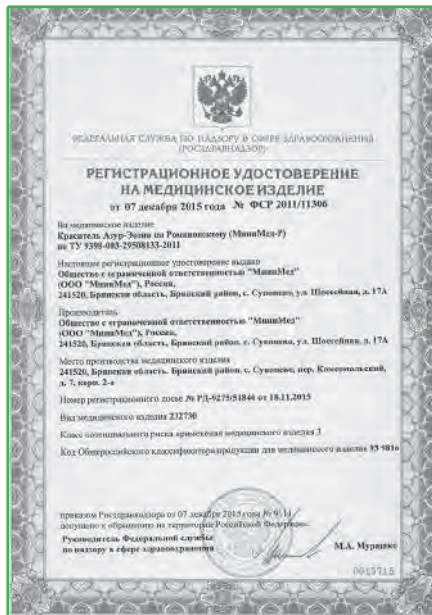 ФЕДЕРАЛЬНАЯ СЛУЖБА ПО НАДЗОРУ В СФЕРЕ ЗДРАВООХРАНЕНИЯ
(РОСЗДРАВНАДЗОР)
РЕГИСТРАЦИОННОЕ УДОСТОВЕРЕНИЕ
НА МЕДИЦИНСКОЕ ИЗДЕЛИЕ
от 07 декабря 2015 года № ФСР 2011/11306
На медицинское изделие
Краситель Азур-Эозин по Романовскому (МиниМед-Р)
по ТУ 9398-003-29508133-2011
Настоящее регистрационное удостоверение выдано
Общество с ограниченной ответственностью "МиниМед"
(ООО "МиниМед"), Россия,
241520, Брянская область, Брянский район, с. Супонево, ул. Шоссейная, д. 17А
Производитель
Общество с ограниченной ответственностью "МиниМед"
(ООО "МиниМед"), Россия,
241520, Брянская область, Брянский район, с. Супонево, ул. Шоссейная, д. 17А
Место производства медицинского изделия
241520, Брянская область, Брянский район, с. Супонево, пер. Комсомольский,
д. 7, корп. 2-а
Номер регистрационного досье № РД-9275/51846 от 18.11.2015
Вид медицинского изделия 232730
Класс потенциального риска применения медицинского изделия
Код Общероссийского классификатора продукции для медицинского изделия 93 9816
приказом Росздравнадзора от 07 декабря 2015 года №
допущено к обращению на территории Российской Федерации.
Руководитель Федеральной службы
по надзору в сфере здравоохранения
М.А. Мурашко
0015715